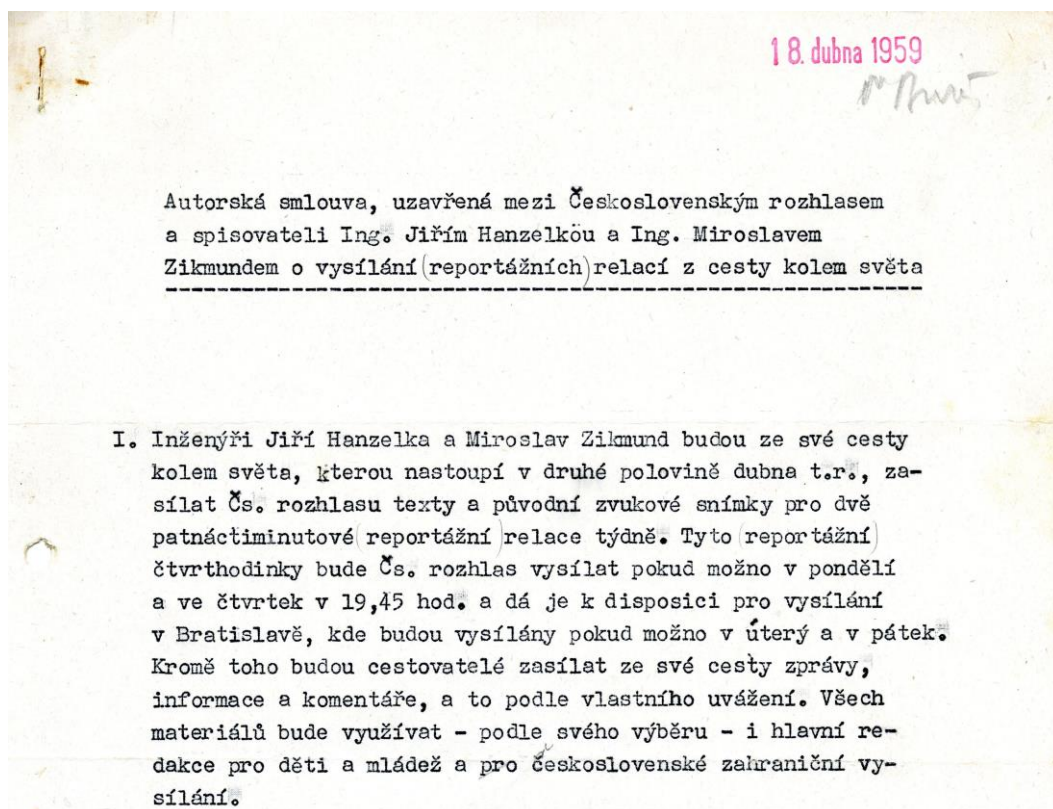 18. dubna 1959
Autorská smlouva, uzavřená mezi Československým rozhlasem
a spisovateli Ing. Jiřím Hanzelkou a Ing. Miroslavem
Zikmundem o vysílání (reportážních) relací z cesty kolem světa
I. Inženýři Jiří Hanzelka a Miroslav Zikmund budou ze své cesty
kolem světa, kterou nastoupí v druhé polovině dubna t.r., za-
sílat Čs. rozhlasu texty a původní zvukové snímky pro dvě
patnáctiminutové (reportážní) relace týdně. Tyto (reportážní)
čtvrthodinky bude Čs. rozhlas vysílat pokud možno v pondělí
a ve čtvrtek v 19,45 hod. a dá je k disposici pro vysílání
v Bratislavě, kde budou vysílány pokud možno v úterý a v pátek.
Kromě toho budou cestovatelé zasílat ze své cesty zprávy,
informace a komentáře, a to podle vlastního uvážení. Všech
materiálů bude využívat - podle svého výběru - i hlavní re-
dakce pro děti a mládež a pro československé zahraniční vy-
sílání.